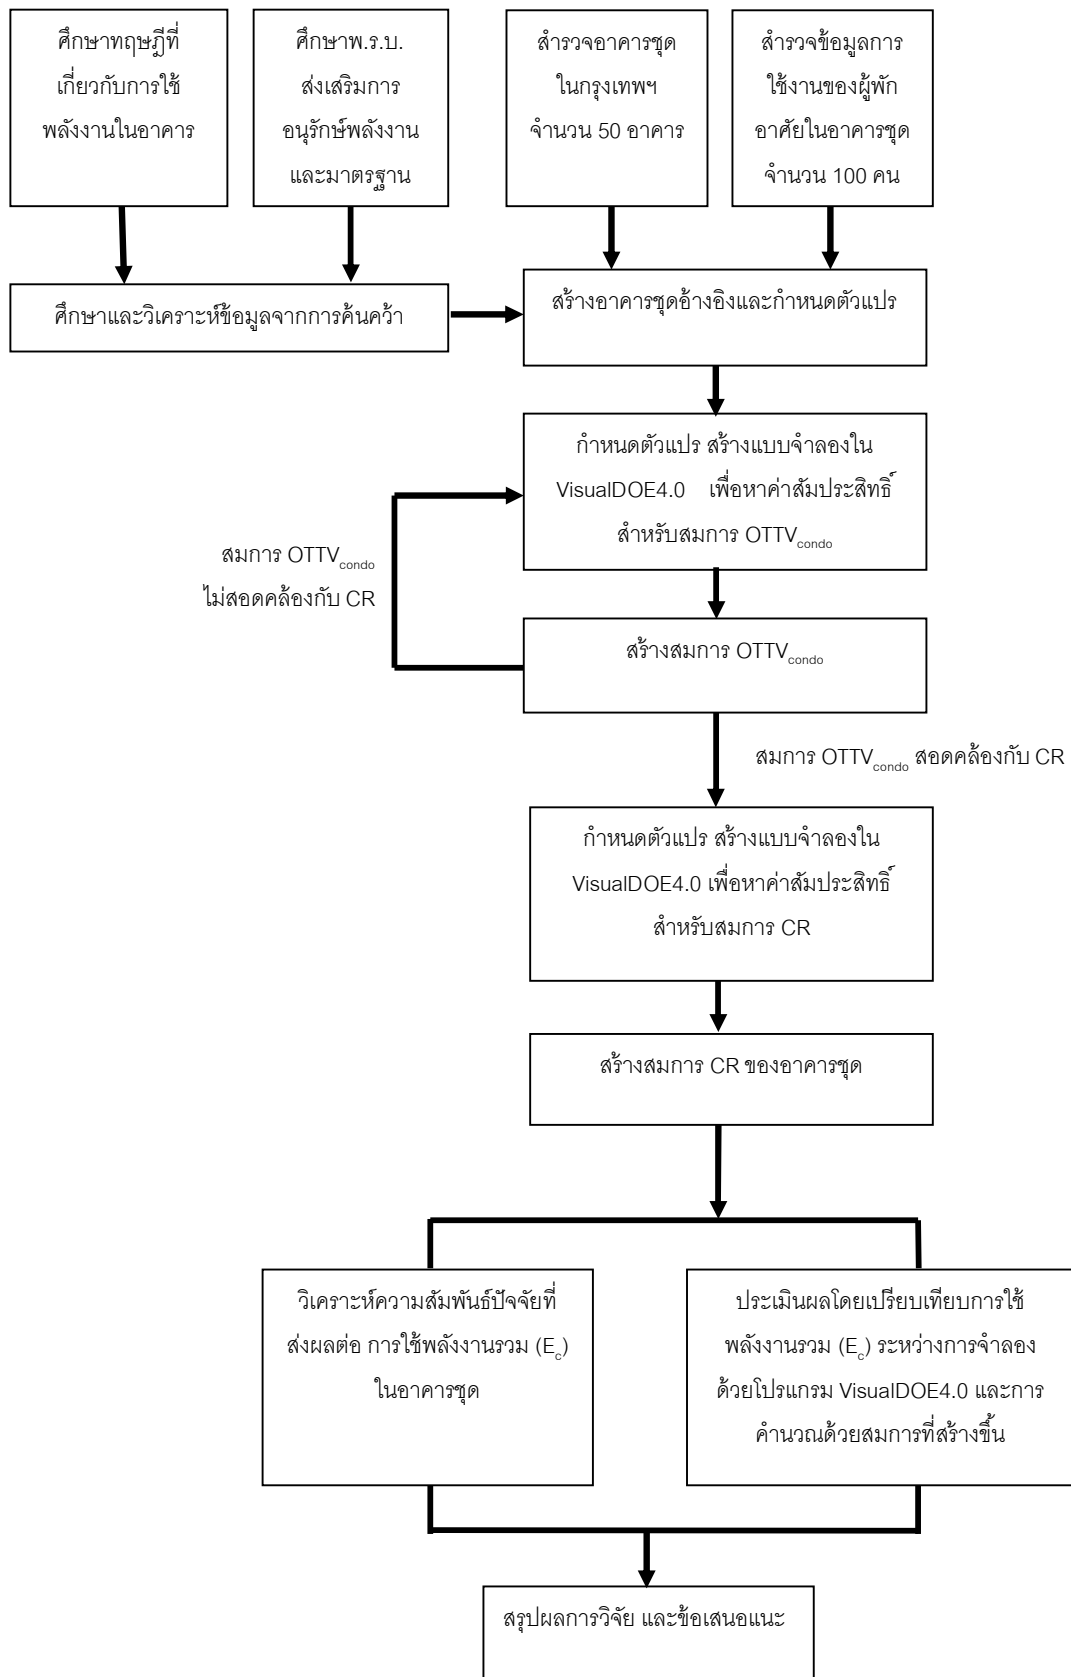 ศึกษาทฤษฎีที่
เกี่ยวกับการใช้
พลังงานในอาคาร
ศึกษาพ.ร.บ.
ส่งเสริมการ
อนุรักษ์พลังงาน
และมาตรฐาน
สำรวจอาคารชุด
ในกรุงเทพฯ
จำนวน 50 อาคาร
สำรวจข้อมูลการ
ใช้งานของผู้พัก
อาศัยในอาคารชุด
จำนวน 100 คน
ศึกษาและวิเคราะห์ข้อมูลจากการค้นคว้า
สร้างอาคารชุดอ้างอิงและกำหนดตัวแปร
กำหนดตัวแปร สร้างแบบจำลองใน
VisualDOE4.0 เพื่อหาค่าสัมประสิทธิ์
สำหรับสมการ OTTVcondo
สมการ OTTVcondo
ไม่สอดคล้องกับ CR
สร้างสมการ OTTVcondo
สมการ OTTVcondo สอดคล้องกับ CR
กำหนดตัวแปร สร้างแบบจำลองใน
VisualDOE4.0 เพื่อหาค่าสัมประสิทธิ์
สำหรับสมการ CR
สร้างสมการ CR ของอาคารชุด
วิเคราะห์ความสัมพันธ์ปัจจัยที่
ส่งผลต่อ การใช้พลังงานรวม (Ec)
ในอาคารชุด
ประเมินผลโดยเปรียบเทียบการใช้
พลังงานรวม (Ec) ระหว่างการจำลอง
ด้วยโปรแกรม VisualDOE4.0 และการ
คำนวณด้วยสมการที่สร้างขึ้น
สรุปผลการวิจัย และข้อเสนอแนะ